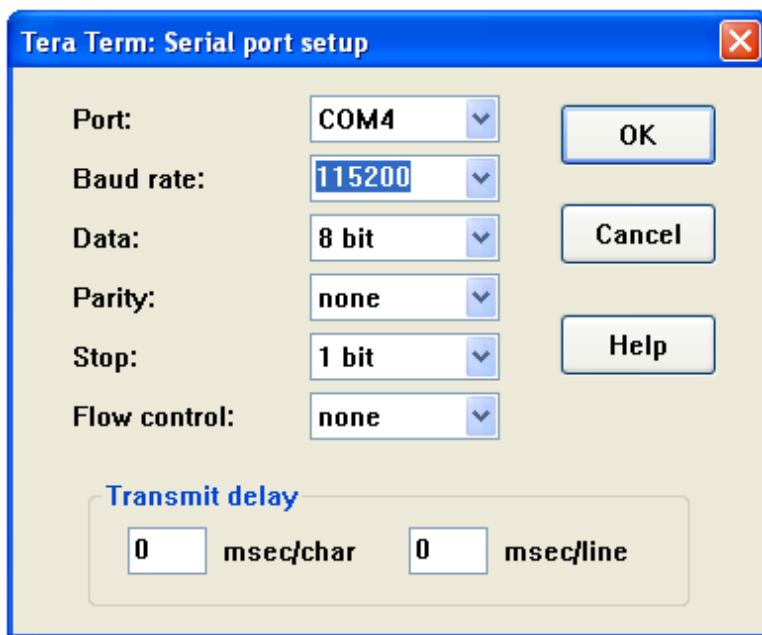 Tera Term: Serial port setup
Port: COM4 OK
Baud rate: 115200
Data: 8 bit Cancel
Parity: none
Stop: 1 bit Help
Flow control: none
Transmit delay
0 msec/char 0 msec/line